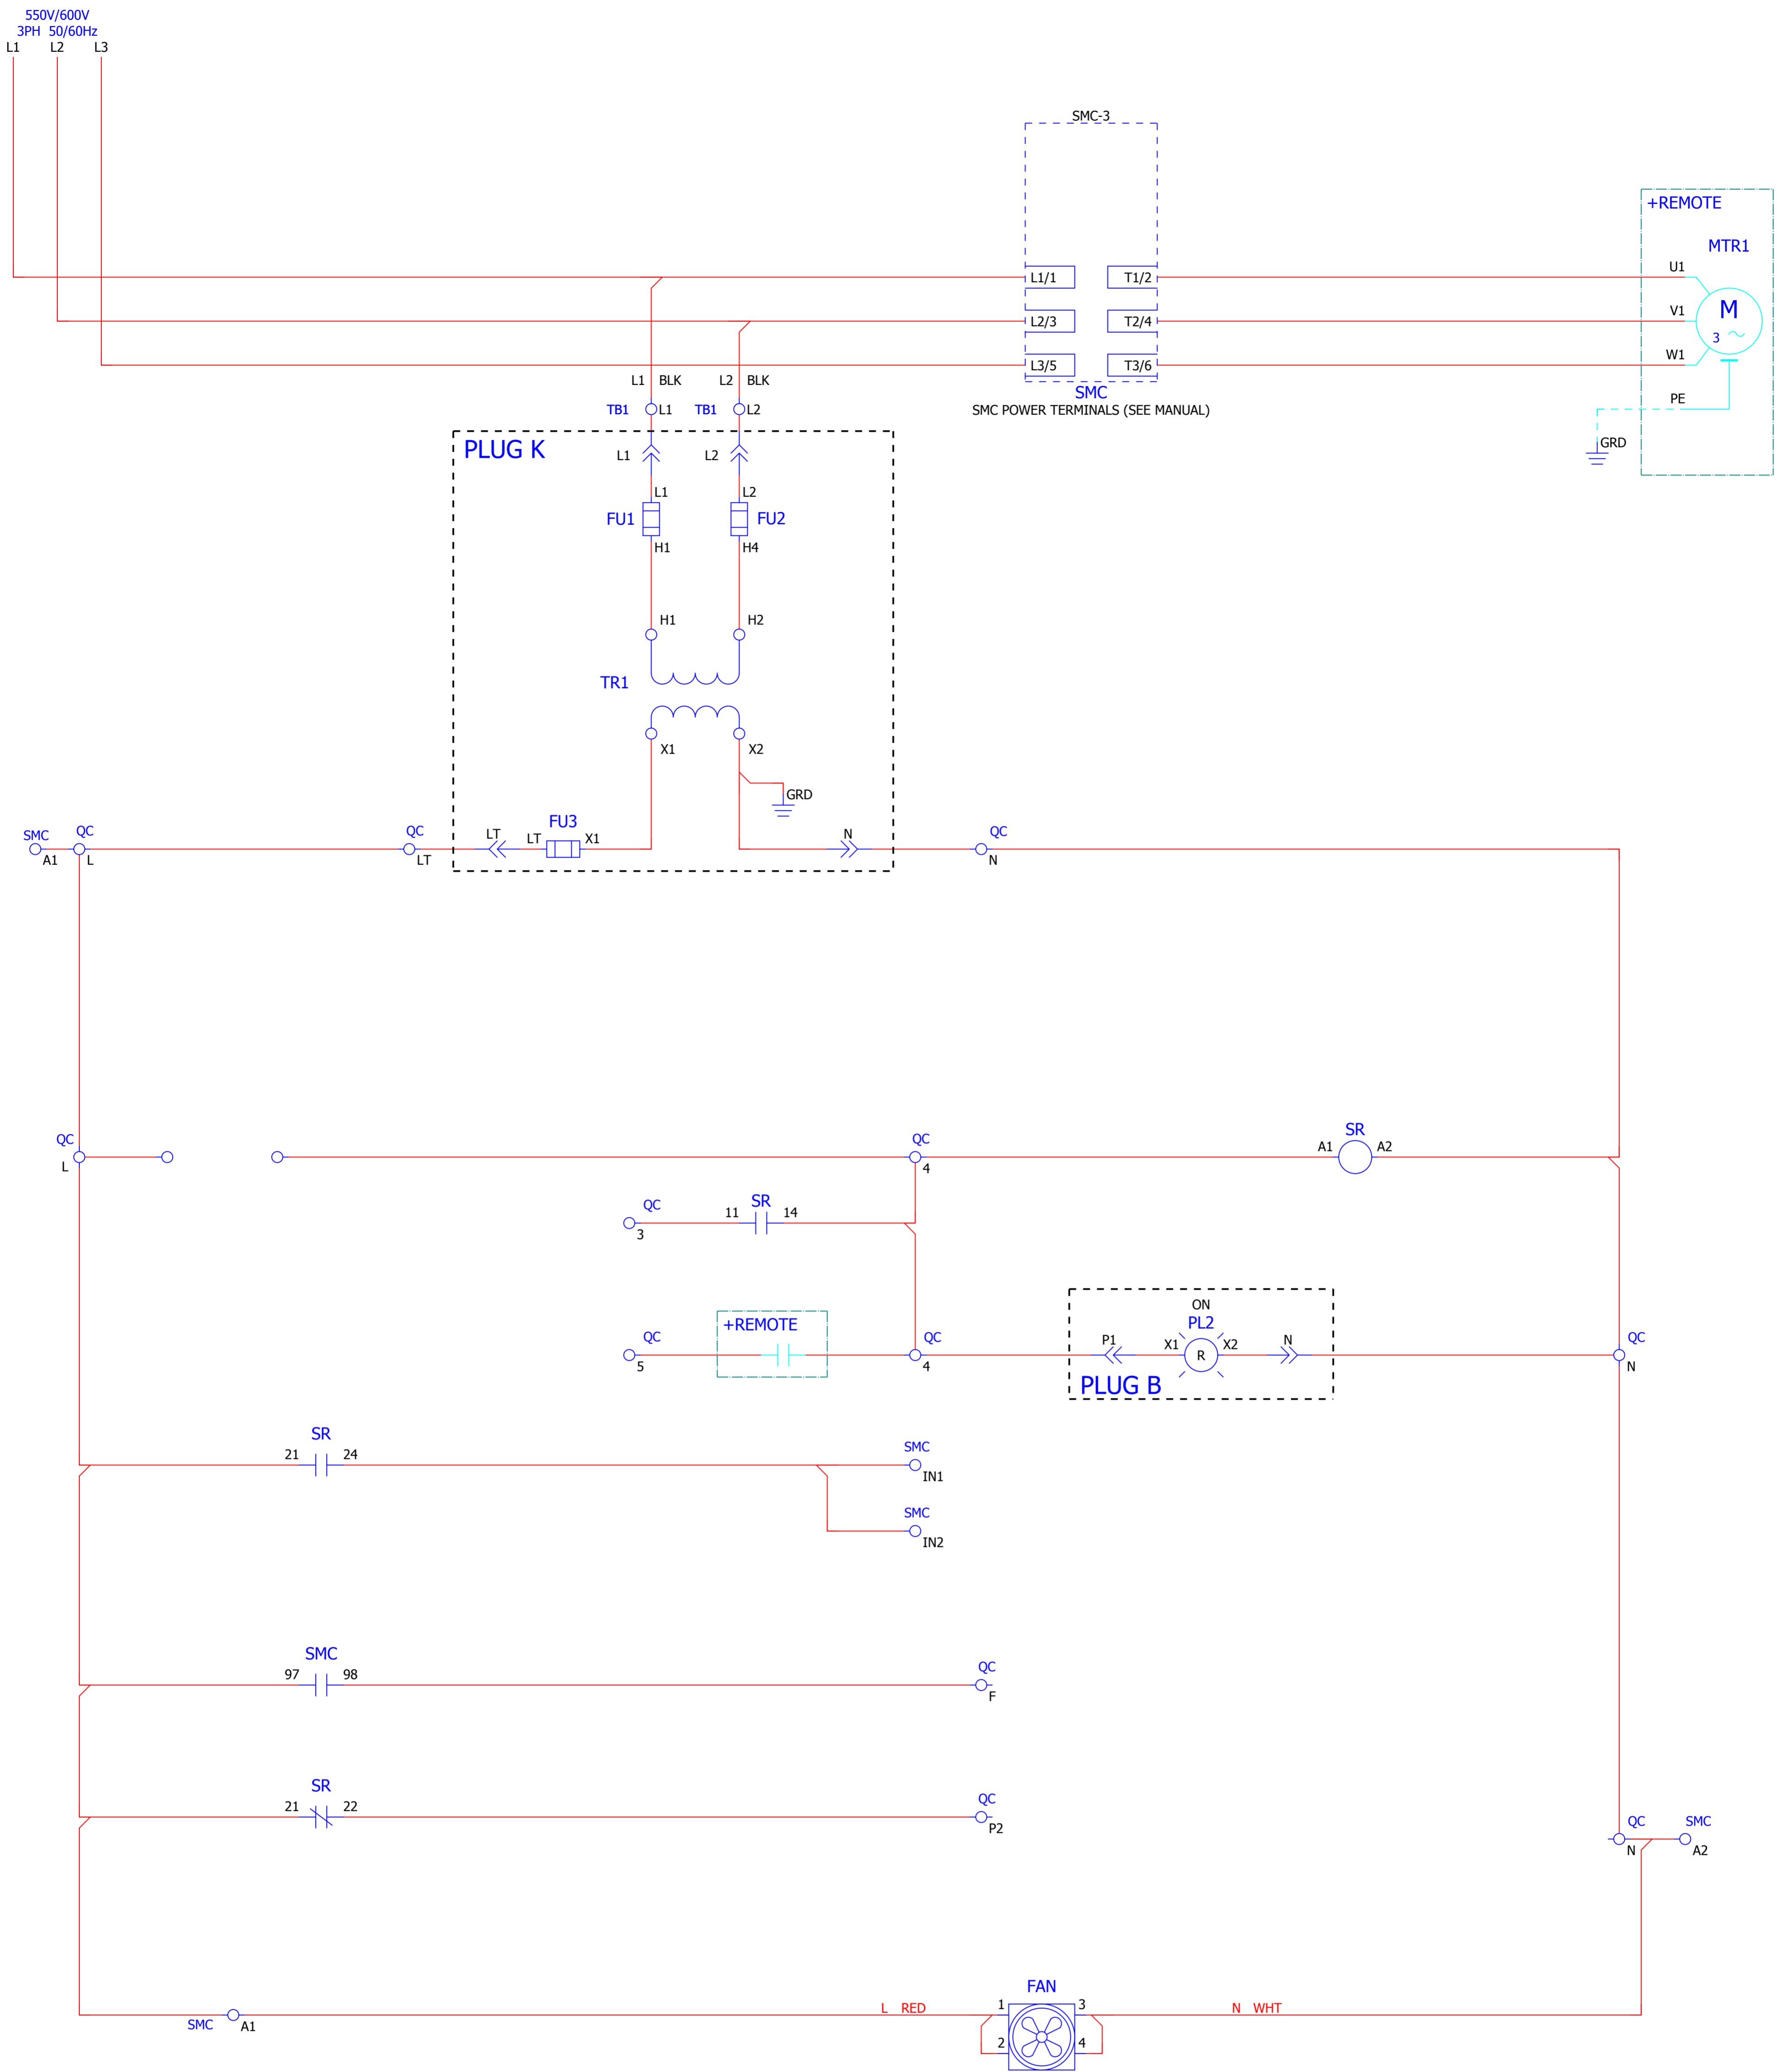 550V/600V
3PH 50/60Hz
L1 L2 L3
SMC-3
+REMOTE
MTR1
L1/1 T1/2 U1
L2/3 T2/4 V1
M
3
L3/5 T3/6 W1
L1 BLK L2 BLK
SMC
PE
TB1 L1 TB1 L2
SMC POWER TERMINALS (SEE MANUAL)
GRD
PLUG K
L1 L2
L1 L2
FU1 FU2
H1 H4
H1 H2
TR1
X1 X2
GRD
FU3
SMC QC QC LT LT X1 N QC
A1 L LT N
QC QC SR
A1 A2
L 4
QC SR
11 14
3
ON
+REMOTE PL2
QC QC P1 X1 X2 N QC
R
5 4 N
PLUG B
SR
21 24 SMC
IN1
SMC
IN2
SMC
97 98 QC
F
SR
21 22 QC
P2
QC SMC
N A2
FAN
L RED 1 3 N WHT
SMC A1
2 4